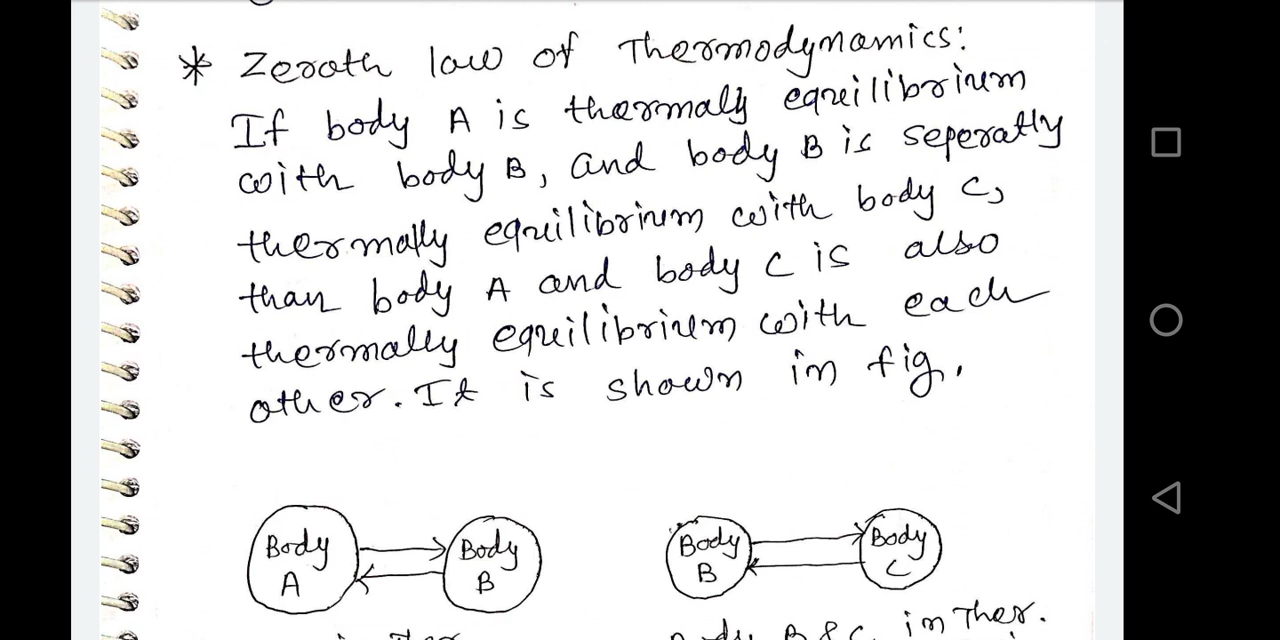 * Zeroth law of Thermodynamics:
If body A is thermaly equilibrium
with body B, and body B is seperatly
thermally equilibrium with body C,
than body A and body C is also
thermally equilibrium with each
other. It is shown in fig.
Body A
Body B
Body B
Body C
in Ther.